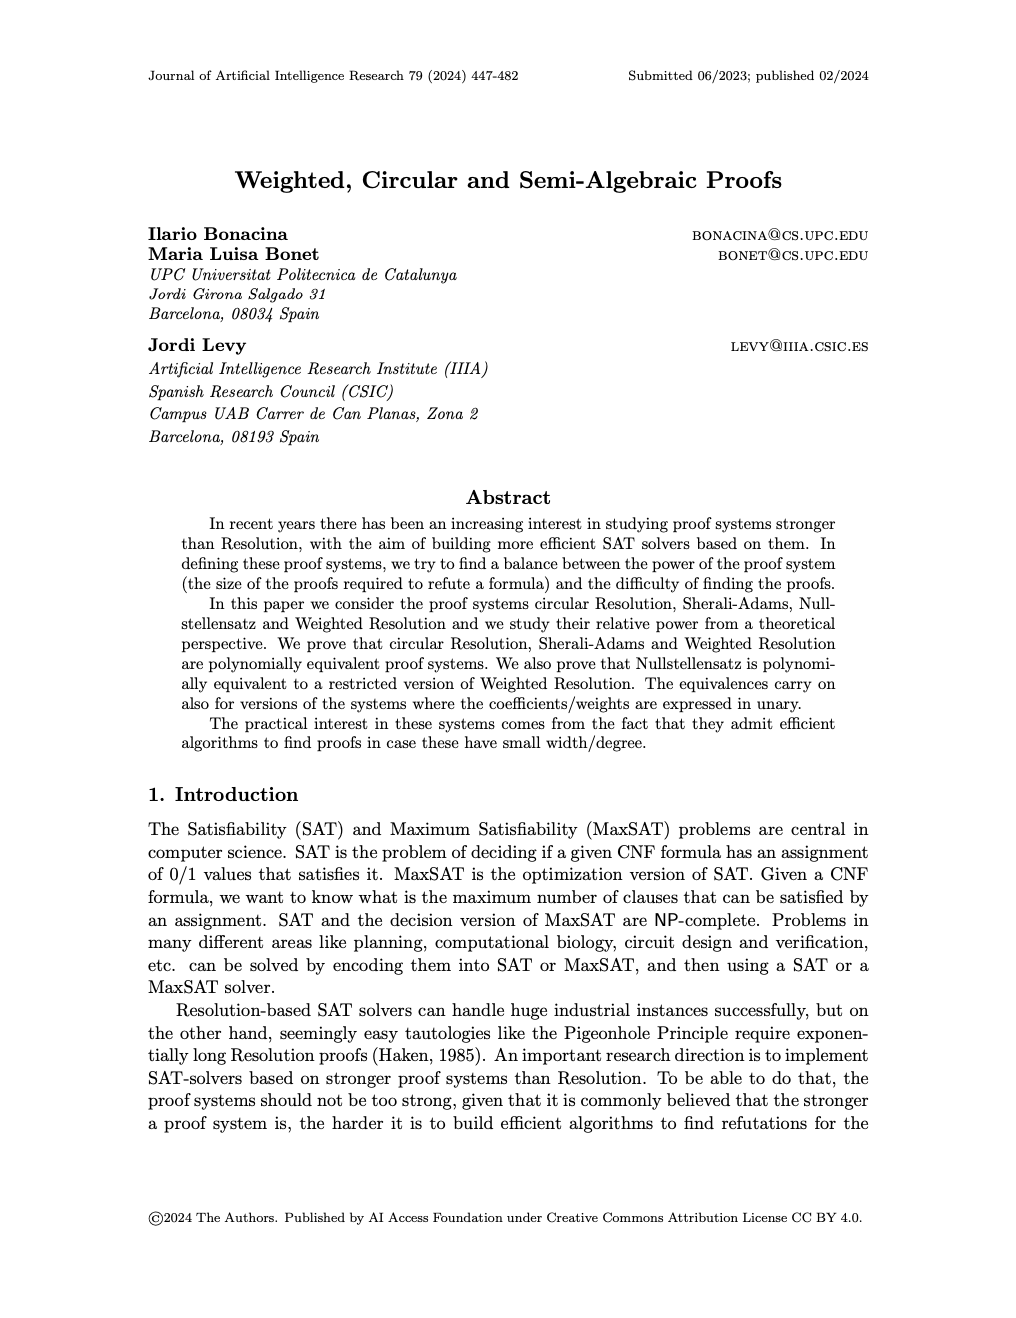 Journal of Artificial Intelligence Research 79 (2024) 447-482 Submitted 06/2023; published 02/2024
Weighted, Circular and Semi-Algebraic Proofs
Ilario Bonacina bonacina@cs.upc.edu
Maria Luisa Bonet bonet@cs.upc.edu
UPC Universitat Politecnica de Catalunya
Jordi Girona Salgado 31
Barcelona, 08034 Spain
Jordi Levy levy@iiia.csic.es
Artificial Intelligence Research Institute (IIIA)
Spanish Research Council (CSIC)
Campus UAB Carrer de Can Planas, Zona 2
Barcelona, 08193 Spain
Abstract
In recent years there has been an increasing interest in studying proof systems stronger
than Resolution, with the aim of building more efficient SAT solvers based on them. In
defining these proof systems, we try to find a balance between the power of the proof system
(the size of the proofs required to refute a formula) and the difficulty of finding the proofs.
In this paper we consider the proof systems circular Resolution, Sherali-Adams, Null-
stellensatz and Weighted Resolution and we study their relative power from a theoretical
perspective. We prove that circular Resolution, Sherali-Adams and Weighted Resolution
are polynomially equivalent proof systems. We also prove that Nullstellensatz is polynomi-
ally equivalent to a restricted version of Weighted Resolution. The equivalences carry on
also for versions of the systems where the coefficients/weights are expressed in unary.
The practical interest in these systems comes from the fact that they admit efficient
algorithms to find proofs in case these have small width/degree.
1. Introduction
The Satisfiability (SAT) and Maximum Satisfiability (MaxSAT) problems are central in
computer science. SAT is the problem of deciding if a given CNF formula has an assignment
of 0/1 values that satisfies it. MaxSAT is the optimization version of SAT. Given a CNF
formula, we want to know what is the maximum number of clauses that can be satisfied by
an assignment. SAT and the decision version of MaxSAT are NP-complete. Problems in
many different areas like planning, computational biology, circuit design and verification,
etc. can be solved by encoding them into SAT or MaxSAT, and then using a SAT or a
MaxSAT solver.
Resolution-based SAT solvers can handle huge industrial instances successfully, but on
the other hand, seemingly easy tautologies like the Pigeonhole Principle require exponen-
tially long Resolution proofs (Haken, 1985). An important research direction is to implement
SAT-solvers based on stronger proof systems than Resolution. To be able to do that, the
proof systems should not be too strong, given that it is commonly believed that the stronger
a proof system is, the harder it is to build efficient algorithms to find refutations for the
©2024 The Authors. Published by AI Access Foundation under Creative Commons Attribution License CC BY 4.0.